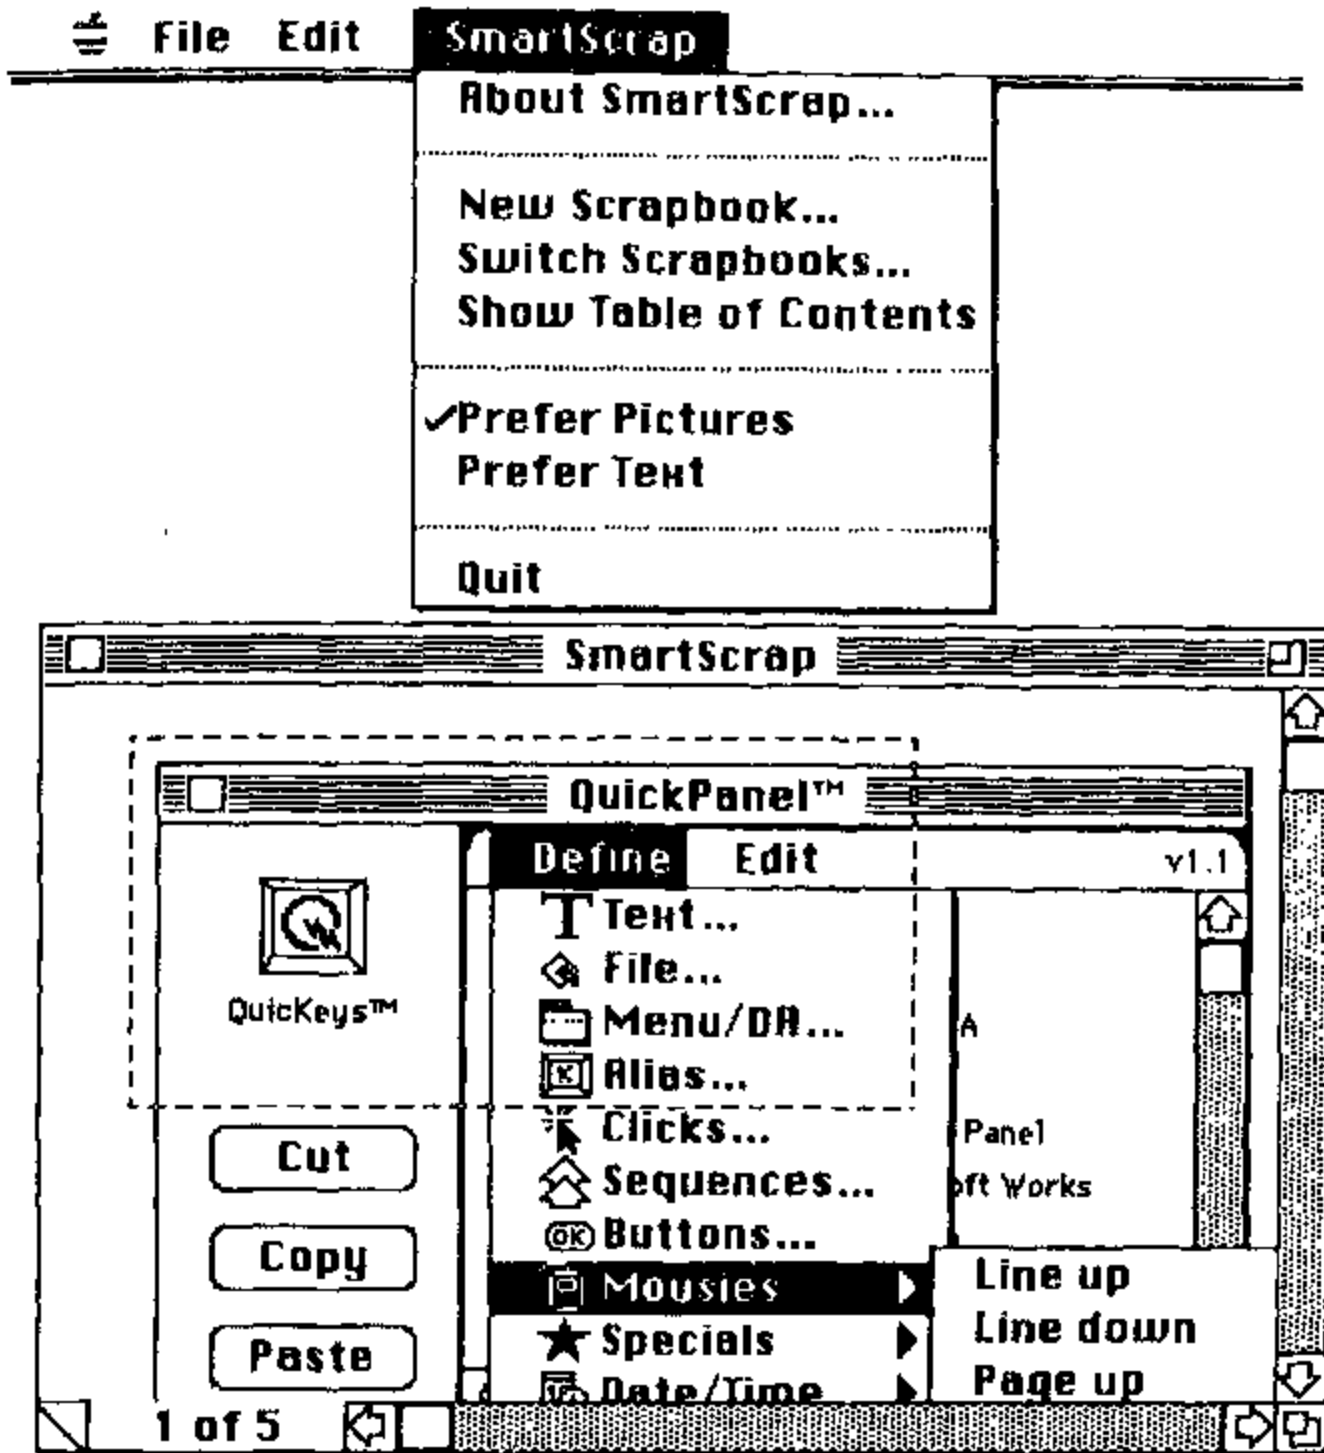 File Edit SmartScrap
About SmartScrap...
New Scrapbook...
Switch Scrapbooks...
Show Table of Contents
✓Prefer Pictures
Prefer Text
Quit
SmartScrap
QuickPanel™
Define Edit v1.1
QuicKeys™
Text...
File...
Menu/DA...
A
Alias...
Clicks...
Panel
Sequences...
oft Works
OK Buttons...
Mousies
Specials
Date/Time
Cut
Copy
Paste
Line up
Line down
Page up
1 of 5